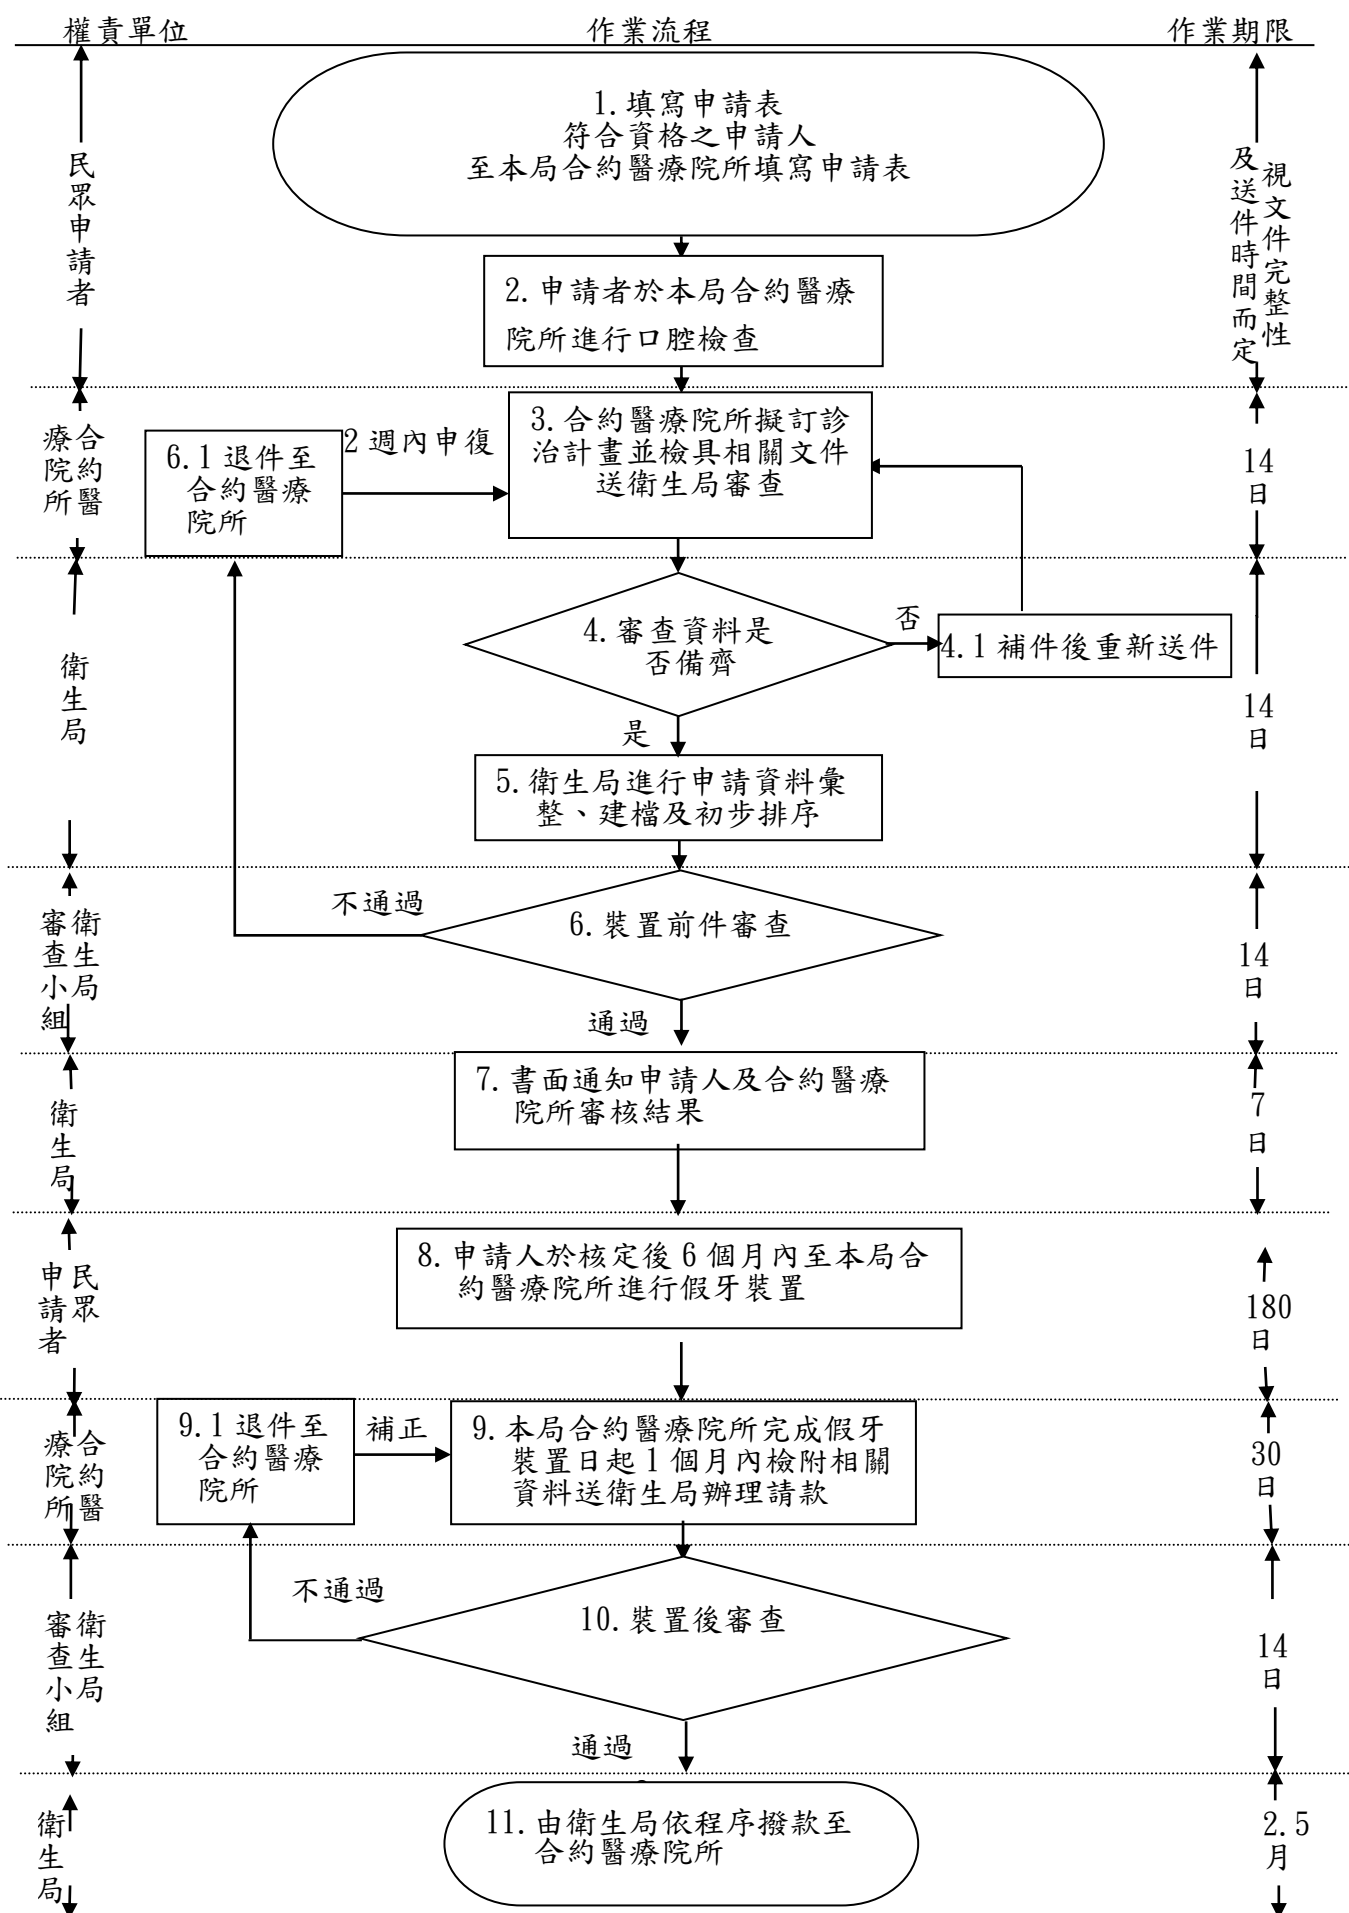 權責單位 作業流程 作業期限
1.填寫申請表
符合資格之申請人
至本局合約醫療院所填寫申請表
民眾申請者
視文件完整性
及送件時間而定
2.申請者於本局合約醫療
院所進行口腔檢查
合約醫
療院所
6.1退件至
合約醫療
院所
2週內申復
3.合約醫療院所擬訂診
治計畫並檢具相關文件
送衛生局審查
14
日
衛生局
4.審查資料是
否備齊
否
4.1補件後重新送件
14
日
是
5.衛生局進行申請資料彙
整、建檔及初步排序
衛生局
審查小組
不通過
6.裝置前件審查
14
日
通過
衛生局
7.書面通知申請人及合約醫療
院所審核結果
7
日
民眾
申請者
8.申請人於核定後6個月內至本局合
約醫療院所進行假牙裝置
180
日
合約醫
療院所
9.1退件至
合約醫療
院所
補正
9.本局合約醫療院所完成假牙
裝置日起1個月內檢附相關
資料送衛生局辦理請款
30
日
衛生局
審查小組
不通過
10.裝置後審查
14
日
通過
衛生局
11.由衛生局依程序撥款至
合約醫療院所
2.5
月